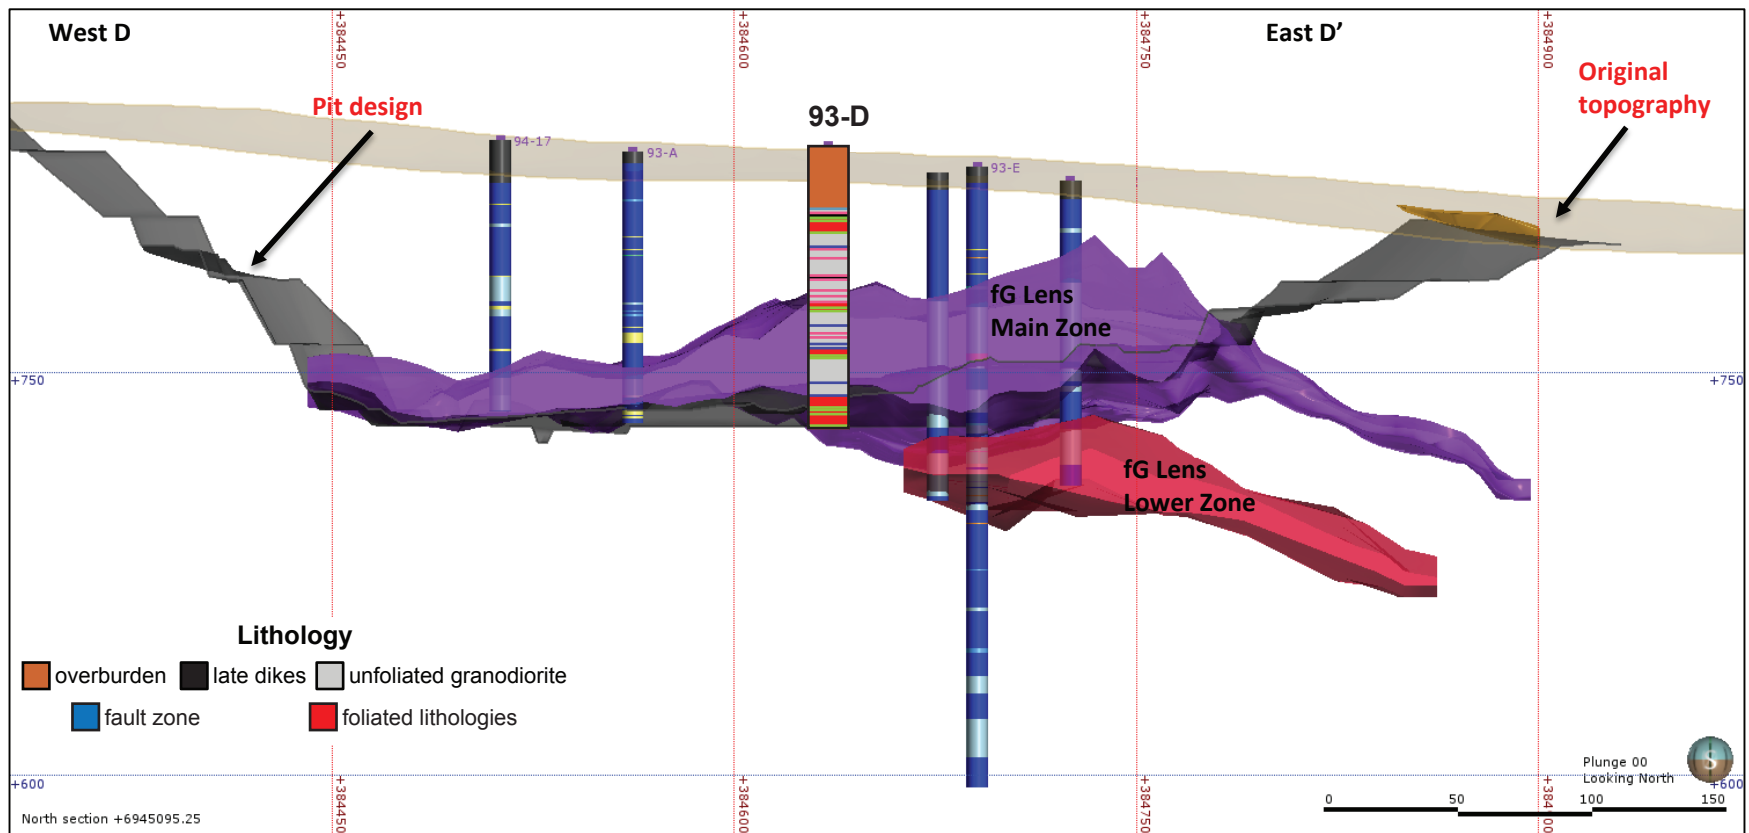 West D
East D’
+384450
+384600
+384750
+384900
Original
topography
Pit design
93-D
94-17
93-A
93-E
fG Lens
Main Zone
+750
+750
fG Lens
Lower Zone
Lithology
overburden
late dikes
unfoliated granodiorite
fault zone
foliated lithologies
Plunge 00
Looking North
S
+600
+600
0
50
100
150
North section +6945095.25
+384450
+384600
+384750